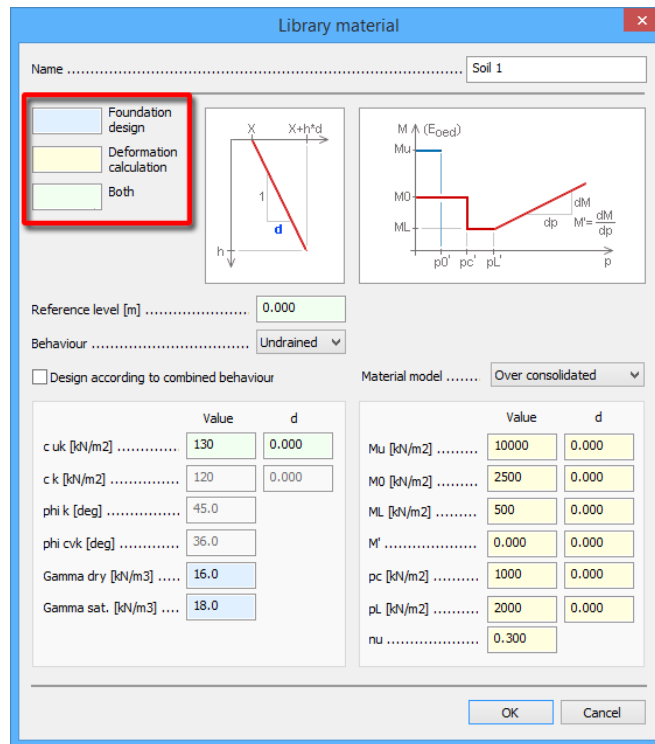 Library material
Name ........ Soil 1
Foundation
design
Deformation
calculation
Both
X X+h*d
1
d
h
M (Eoed)
Mu
M0
ML
dM
dp M'= dM
dp
p0' pc' pL' p
Reference level [m] ........ 0.000
Behaviour ........ Undrained
Design according to combined behaviour
Material model ........ Over consolidated
Value d
c uk [kN/m2] ........ 130 0.000
c k [kN/m2] ........ 120 0.000
phi k [deg] ........ 45.0
phi cvk [deg] ........ 36.0
Gamma dry [kN/m3] ..... 16.0
Gamma sat. [kN/m3] .... 18.0
Value d
Mu [kN/m2] ......... 10000 0.000
M0 [kN/m2] ......... 2500 0.000
ML [kN/m2] ......... 500 0.000
M' ........ 0.000 0.000
pc [kN/m2] .......... 1000 0.000
pL [kN/m2] .......... 2000 0.000
nu ........ 0.300
OK Cancel